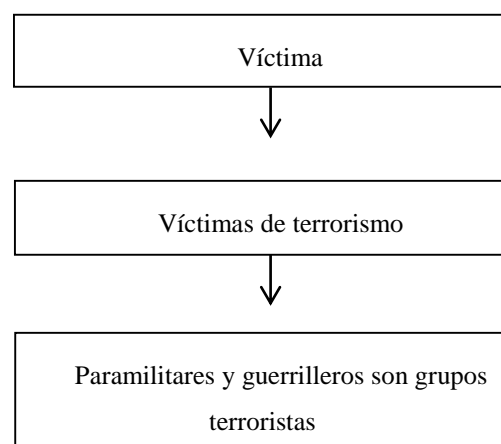 Víctima
Víctimas de terrorismo
Paramilitares y guerrilleros son grupos
terroristas